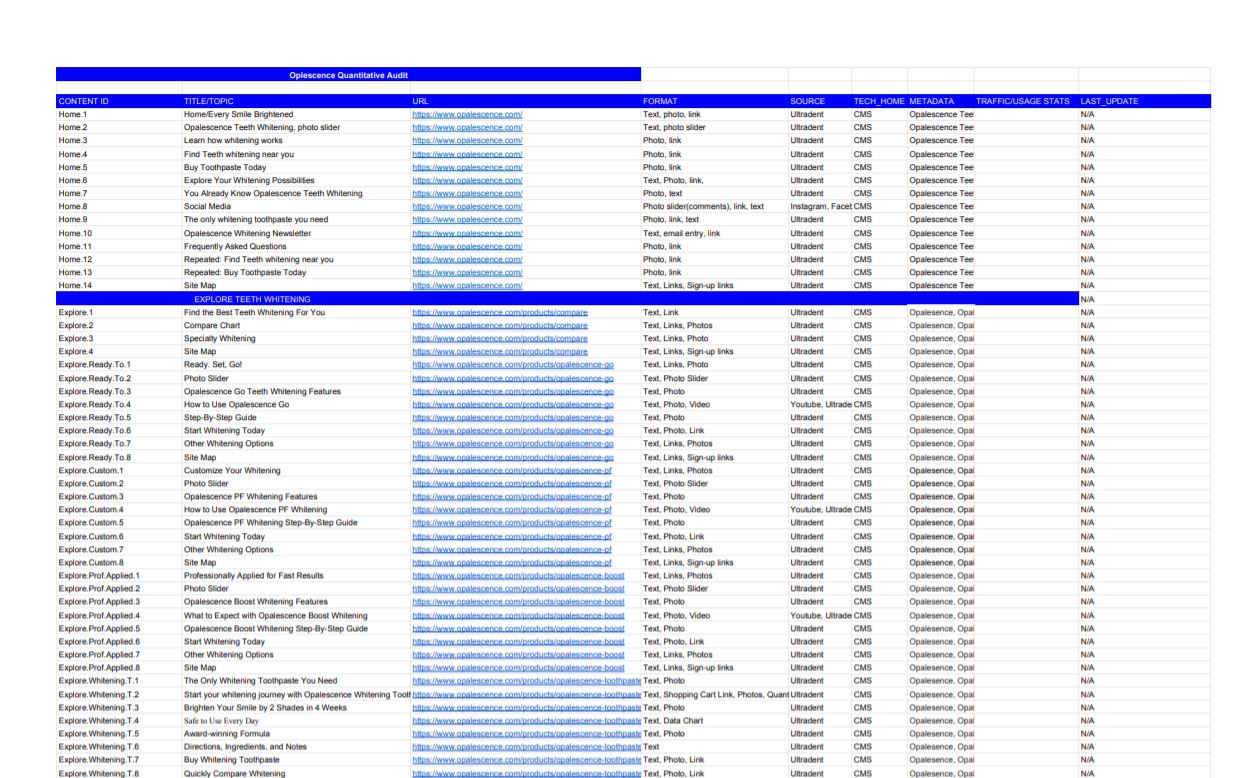 Oplescence Quantitative Audit
CONTENT ID TITLE/TOPIC URL FORMAT SOURCE TECH_HOME METADATA TRAFFIC/USAGE STATS LAST_UPDATE
Home.1 Home/Every Smile Brightened https://www.opalescence.com/ Text, photo, link Ultradent CMS Opalescence Tee N/A
Home.2 Opalescence Teeth Whitening, photo slider https://www.opalescence.com/ Text, photo slider Ultradent CMS Opalescence Tee N/A
Home.3 Learn how whitening works https://www.opalescence.com/ Photo, link Ultradent CMS Opalescence Tee N/A
Home.4 Find Teeth whitening near you https://www.opalescence.com/ Photo, link Ultradent CMS Opalescence Tee N/A
Home.5 Buy Toothpaste Today https://www.opalescence.com/ Photo, link Ultradent CMS Opalescence Tee N/A
Home.6 Explore Your Whitening Possibilities https://www.opalescence.com/ Text, Photo, link, Ultradent CMS Opalescence Tee N/A
Home.7 You Already Know Opalescence Teeth Whitening https://www.opalescence.com/ Photo, text Ultradent CMS Opalescence Tee N/A
Home.8 Social Media https://www.opalescence.com/ Photo slider(comments), link, text Instagram, Facet CMS Opalescence Tee N/A
Home.9 The only whitening toothpaste you need https://www.opalescence.com/ Photo, link, text Ultradent CMS Opalescence Tee N/A
Home.10 Opalescence Whitening Newsletter https://www.opalescence.com/ Text, email entry, link Ultradent CMS Opalescence Tee N/A
Home.11 Frequently Asked Questions https://www.opalescence.com/ Photo, link Ultradent CMS Opalescence Tee N/A
Home.12 Repeated: Find Teeth whitening near you https://www.opalescence.com/ Photo, link Ultradent CMS Opalescence Tee N/A
Home.13 Repeated: Buy Toothpaste Today https://www.opalescence.com/ Photo, link Ultradent CMS Opalescence Tee N/A
Home.14 Site Map https://www.opalescence.com/ Text, Links, Sign-up links Ultradent CMS Opalescence Tee N/A
EXPLORE TEETH WHITENING N/A
Explore.1 Find the Best Teeth Whitening For You https://www.opalescence.com/products/compare Text, Link Ultradent CMS Opalesence, Opal N/A
Explore.2 Compare Chart https://www.opalescence.com/products/compare Text, Links, Photos Ultradent CMS Opalesence, Opal N/A
Explore.3 Specialty Whitening https://www.opalescence.com/products/compare Text, Links, Photo Ultradent CMS Opalesence, Opal N/A
Explore.4 Site Map https://www.opalescence.com/products/compare Text, Links, Sign-up links Ultradent CMS Opalesence, Opal N/A
Explore.Ready.To.1 Ready. Set, Go! https://www.opalescence.com/products/opalescence-go Text, Links, Photo Ultradent CMS Opalesence, Opal N/A
Explore.Ready.To.2 Photo Slider https://www.opalescence.com/products/opalescence-go Text, Photo Slider Ultradent CMS Opalesence, Opal N/A
Explore.Ready.To.3 Opalescence Go Teeth Whitening Features https://www.opalescence.com/products/opalescence-go Text, Photo Ultradent CMS Opalesence, Opal N/A
Explore.Ready.To.4 How to Use Opalescence Go https://www.opalescence.com/products/opalescence-go Text, Photo, Video Youtube, Ultrade CMS Opalesence, Opal N/A
Explore.Ready.To.5 Step-By-Step Guide https://www.opalescence.com/products/opalescence-go Text, Photo Ultradent CMS Opalesence, Opal N/A
Explore.Ready.To.6 Start Whitening Today https://www.opalescence.com/products/opalescence-go Text, Photo, Link Ultradent CMS Opalesence, Opal N/A
Explore.Ready.To.7 Other Whitening Options https://www.opalescence.com/products/opalescence-go Text, Links, Photos Ultradent CMS Opalesence, Opal N/A
Explore.Ready.To.8 Site Map https://www.opalescence.com/products/opalescence-go Text, Links, Sign-up links Ultradent CMS Opalesence, Opal N/A
Explore.Custom.1 Customize Your Whitening https://www.opalescence.com/products/opalescence-pf Text, Links, Photos Ultradent CMS Opalesence, Opal N/A
Explore.Custom.2 Photo Slider https://www.opalescence.com/products/opalescence-pf Text, Photo Slider Ultradent CMS Opalesence, Opal N/A
Explore.Custom.3 Opalescence PF Whitening Features https://www.opalescence.com/products/opalescence-pf Text, Photo Ultradent CMS Opalesence, Opal N/A
Explore.Custom.4 How to Use Opalescence PF Whitening https://www.opalescence.com/products/opalescence-pf Text, Photo, Video Youtube, Ultrade CMS Opalesence, Opal N/A
Explore.Custom.5 Opalescence PF Whitening Step-By-Step Guide https://www.opalescence.com/products/opalescence-pf Text, Photo Ultradent CMS Opalesence, Opal N/A
Explore.Custom.6 Start Whitening Today https://www.opalescence.com/products/opalescence-pf Text, Photo, Link Ultradent CMS Opalesence, Opal N/A
Explore.Custom.7 Other Whitening Options https://www.opalescence.com/products/opalescence-pf Text, Links, Photos Ultradent CMS Opalesence, Opal N/A
Explore.Custom.8 Site Map https://www.opalescence.com/products/opalescence-pf Text, Links, Sign-up links Ultradent CMS Opalesence, Opal N/A
Explore.Prof.Applied.1 Professionally Applied for Fast Results https://www.opalescence.com/products/opalescence-boost Text, Links, Photos Ultradent CMS Opalesence, Opal N/A
Explore.Prof.Applied.2 Photo Slider https://www.opalescence.com/products/opalescence-boost Text, Photo Slider Ultradent CMS Opalesence, Opal N/A
Explore.Prof.Applied.3 Opalescence Boost Whitening Features https://www.opalescence.com/products/opalescence-boost Text, Photo Ultradent CMS Opalesence, Opal N/A
Explore.Prof.Applied.4 What to Expect with Opalescence Boost Whitening https://www.opalescence.com/products/opalescence-boost Text, Photo, Video Youtube, Ultrade CMS Opalesence, Opal N/A
Explore.Prof.Applied.5 Opalescence Boost Whitening Step-By-Step Guide https://www.opalescence.com/products/opalescence-boost Text, Photo Ultradent CMS Opalesence, Opal N/A
Explore.Prof.Applied.6 Start Whitening Today https://www.opalescence.com/products/opalescence-boost Text, Photo, Link Ultradent CMS Opalesence, Opal N/A
Explore.Prof.Applied.7 Other Whitening Options https://www.opalescence.com/products/opalescence-boost Text, Links, Photos Ultradent CMS Opalesence, Opal N/A
Explore.Prof.Applied.8 Site Map https://www.opalescence.com/products/opalescence-boost Text, Links, Sign-up links Ultradent CMS Opalesence, Opal N/A
Explore.Whitening.T.1 The Only Whitening Toothpaste You Need https://www.opalescence.com/products/opalescence-toothpaste Text, Photo Ultradent CMS Opalesence, Opal N/A
Explore.Whitening.T.2 Start your whitening journey with Opalescence Whitening Tooth https://www.opalescence.com/products/opalescence-toothpaste Text, Shopping Cart Link, Photos, Quant Ultradent CMS Opalesence, Opal N/A
Explore.Whitening.T.3 Brighten Your Smile by 2 Shades in 4 Weeks https://www.opalescence.com/products/opalescence-toothpaste Text, Photo Ultradent CMS Opalesence, Opal N/A
Explore.Whitening.T.4 Safe to Use Every Day https://www.opalescence.com/products/opalescence-toothpaste Text, Data Chart Ultradent CMS Opalesence, Opal N/A
Explore.Whitening.T.5 Award-winning Formula https://www.opalescence.com/products/opalescence-toothpaste Text, Photo Ultradent CMS Opalesence, Opal N/A
Explore.Whitening.T.6 Directions, Ingredients, and Notes https://www.opalescence.com/products/opalescence-toothpaste Text Ultradent CMS Opalesence, Opal N/A
Explore.Whitening.T.7 Buy Whitening Toothpaste https://www.opalescence.com/products/opalescence-toothpaste Text, Photo, Link Ultradent CMS Opalesence, Opal N/A
Explore.Whitening.T.8 Quickly Compare Whitening https://www.opalescence.com/products/opalescence-toothpaste Text, Photo, Link Ultradent CMS Opalesence, Opal N/A